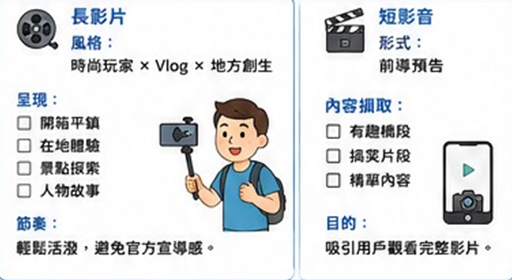 長影片
風格：
時尚玩家 × Vlog × 地方創生
呈現：
☐ 開箱平鎮
☐ 在地體驗
☐ 景點探索
☐ 人物故事
節奏：
輕鬆活潑，避免官方宣導感。
短影音
形式：
前導預告
內容擷取：
☐ 有趣橋段
☐ 搞笑片段
☐ 精華內容
目的：
吸引用戶觀看完整影片。